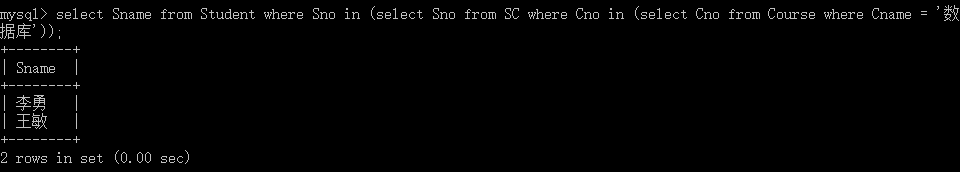 mysql> select Sname from Student where Sno in (select Sno from SC where Cno in (select Cno from Course where Cname = '数
据库'));
+--------+
| Sname  |
+--------+
| 李勇   |
| 王敏   |
+--------+
2 rows in set (0.00 sec)